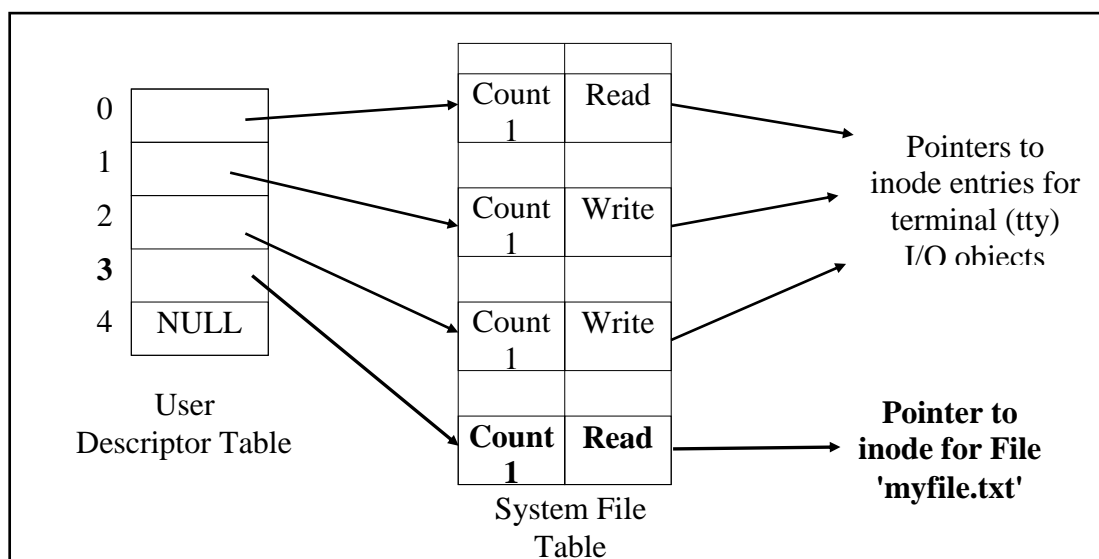 0
1
2
3
4
NULL
User
Descriptor Table
Count
1
Read
Count
1
Write
Count
1
Write
Count
1
Read
System File
Table
Pointers to
inode entries for
terminal (tty)
I/O objects
Pointer to
inode for File
'myfile.txt'